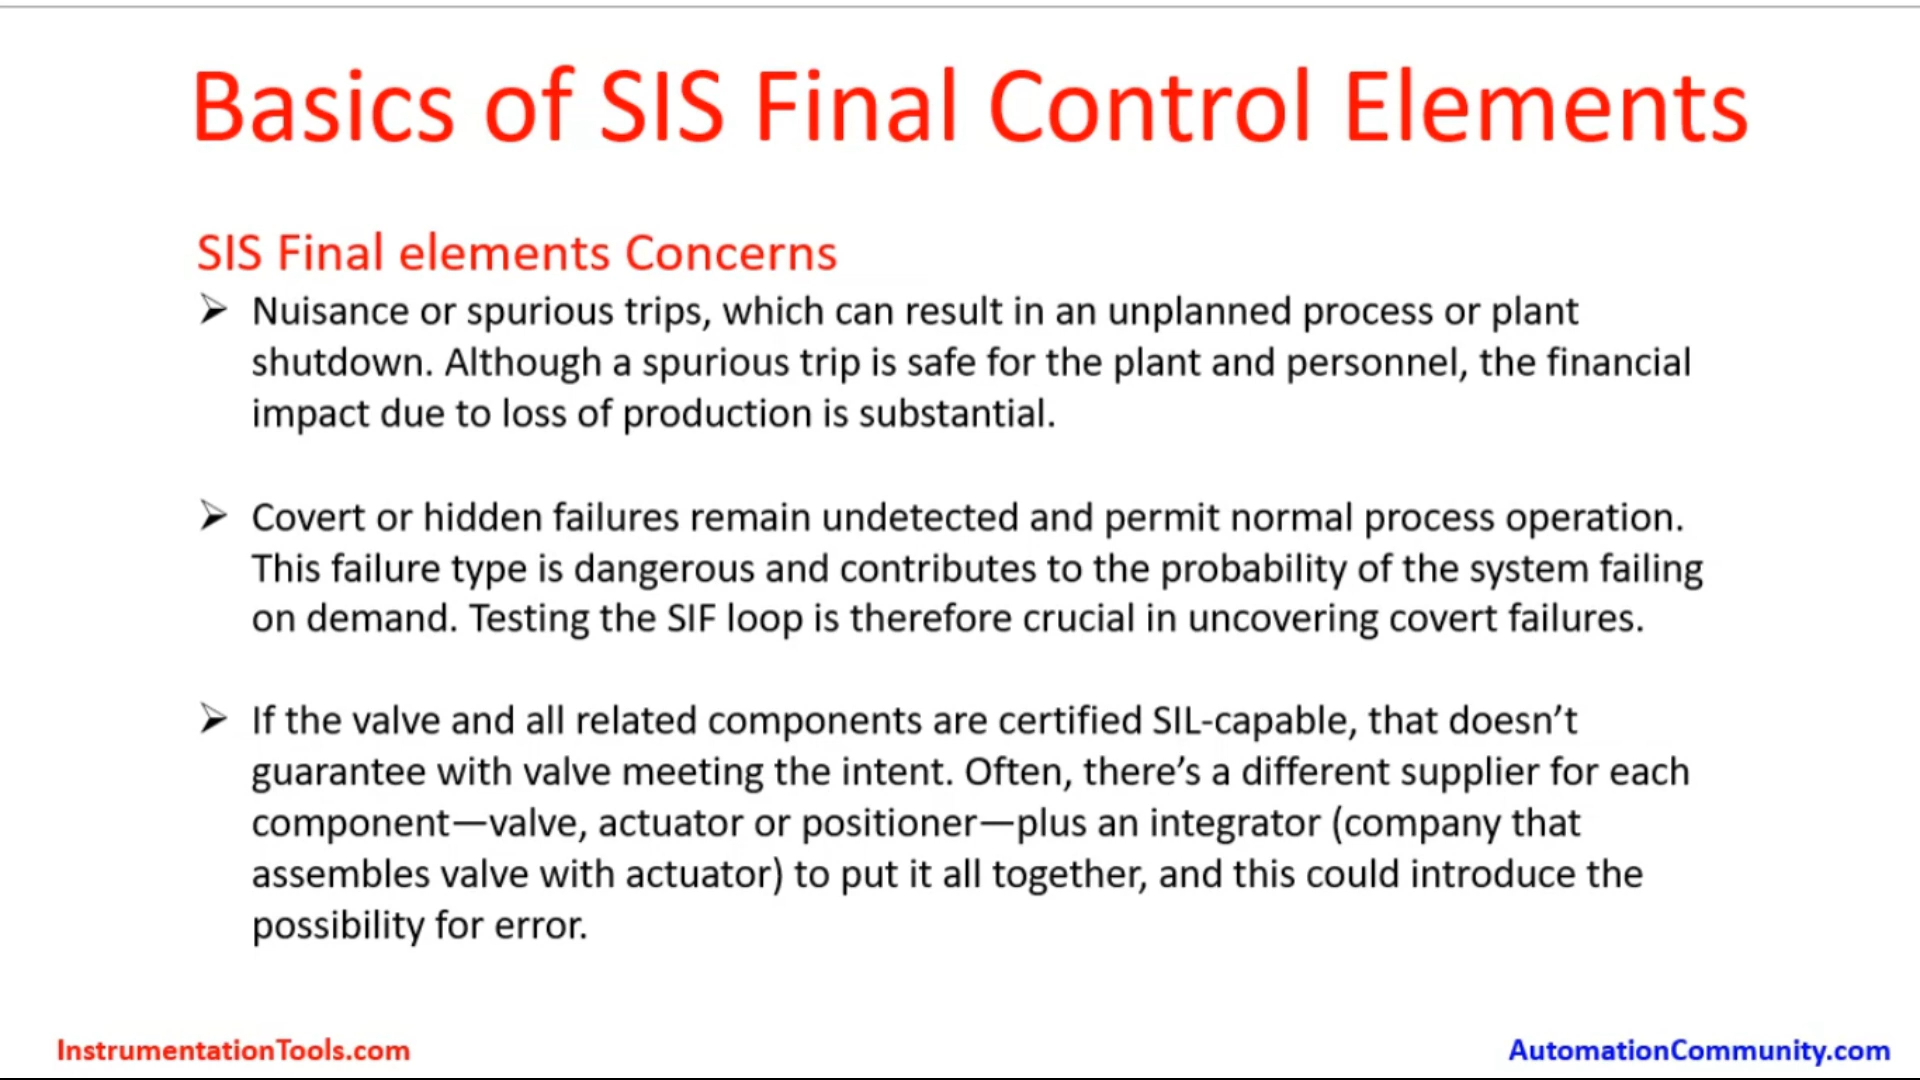 Basics of SIS Final Control Elements
SIS Final elements Concerns
➢ Nuisance or spurious trips, which can result in an unplanned process or plant
shutdown. Although a spurious trip is safe for the plant and personnel, the financial
impact due to loss of production is substantial.
➢ Covert or hidden failures remain undetected and permit normal process operation.
This failure type is dangerous and contributes to the probability of the system failing
on demand. Testing the SIF loop is therefore crucial in uncovering covert failures.
➢ If the valve and all related components are certified SIL-capable, that doesn’t
guarantee with valve meeting the intent. Often, there’s a different supplier for each
component—valve, actuator or positioner—plus an integrator (company that
assembles valve with actuator) to put it all together, and this could introduce the
possibility for error.
InstrumentationTools.com
AutomationCommunity.com